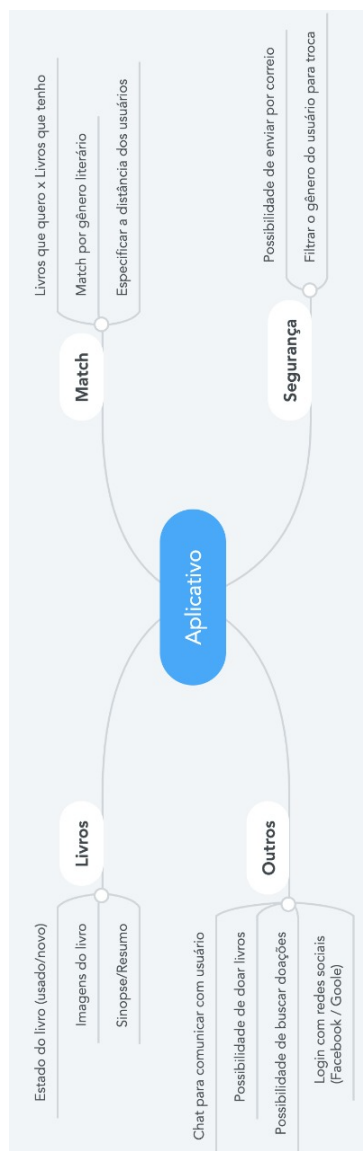 Aplicativo
Livros
Estado do livro (usado/novo)
Imagens do livro
Sinopse/Resumo
Outros
Chat para comunicar com usuário
Possibilidade de doar livros
Possibilidade de buscar doações
Login com redes sociais
(Facebook / Goole)
Match
Livros que quero x Livros que tenho
Match por gênero literário
Especificar a distância dos usuários
Segurança
Possibilidade de enviar por correio
Filtrar o gênero do usuário para troca